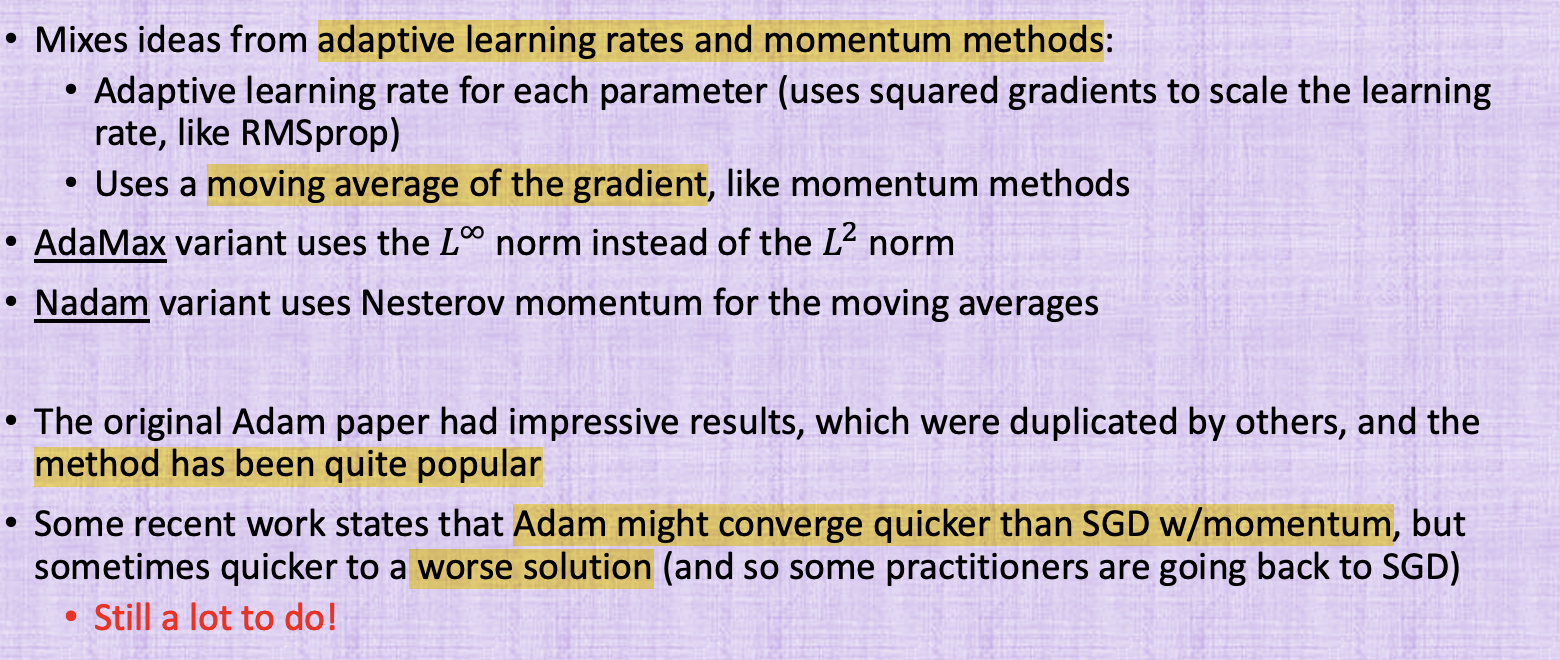 • Mixes ideas from adaptive learning rates and momentum methods:
• Adaptive learning rate for each parameter (uses squared gradients to scale the learning
rate, like RMSprop)
• Uses a moving average of the gradient, like momentum methods
• AdaMax variant uses the L∞ norm instead of the L² norm
• Nadam variant uses Nesterov momentum for the moving averages
• The original Adam paper had impressive results, which were duplicated by others, and the
method has been quite popular
• Some recent work states that Adam might converge quicker than SGD w/momentum, but
sometimes quicker to a worse solution (and so some practitioners are going back to SGD)
• Still a lot to do!